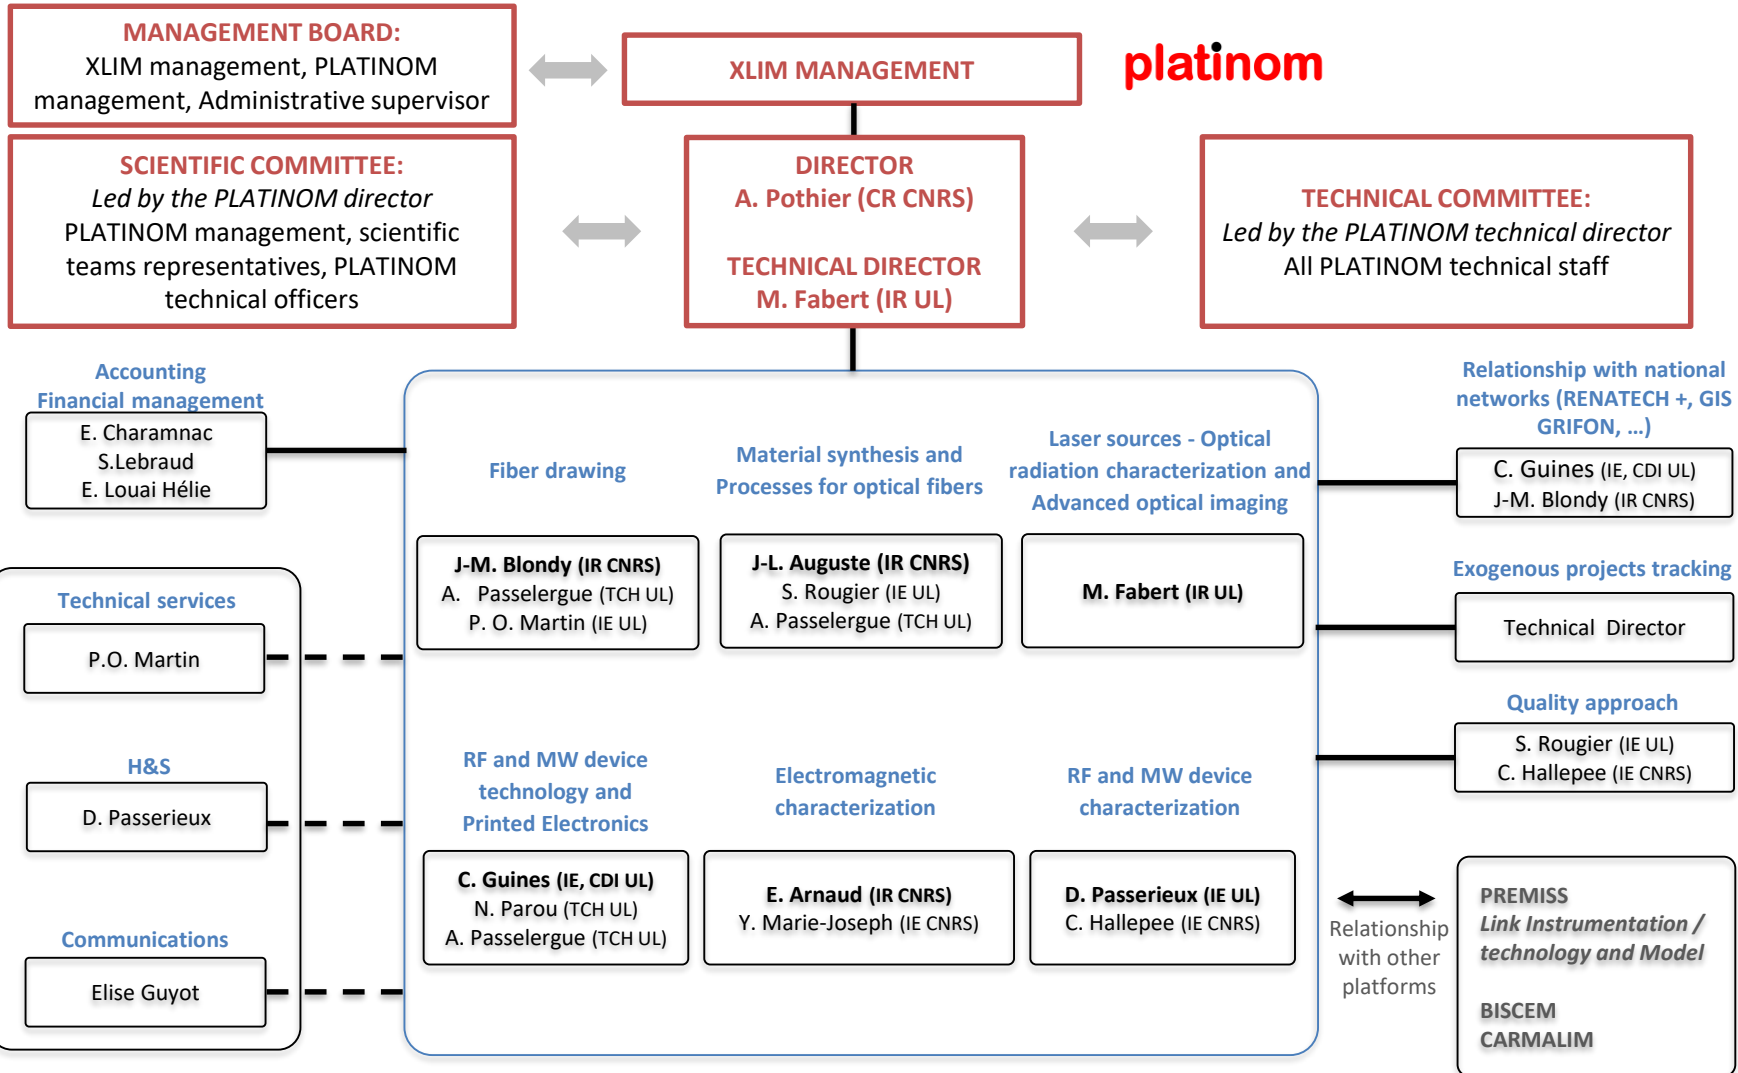 MANAGEMENT BOARD:
XLIM management, PLATINOM
management, Administrative supervisor
XLIM MANAGEMENT
platinom
SCIENTIFIC COMMITTEE:
Led by the PLATINOM director
PLATINOM management, scientific
teams representatives, PLATINOM
technical officers
DIRECTOR
A. Pothier (CR CNRS)
TECHNICAL DIRECTOR
M. Fabert (IR UL)
TECHNICAL COMMITTEE:
Led by the PLATINOM technical director
All PLATINOM technical staff
Accounting
Financial management
E. Charamnac
S.Lebraud
E. Louai Hélie
Technical services
P.O. Martin
H&S
D. Passerieux
Communications
Elise Guyot
Fiber drawing
J-M. Blondy (IR CNRS)
A. Passelergue (TCH UL)
P. O. Martin (IE UL)
Material synthesis and
Processes for optical fibers
J-L. Auguste (IR CNRS)
S. Rougier (IE UL)
A. Passelergue (TCH UL)
Laser sources - Optical
radiation characterization and
Advanced optical imaging
M. Fabert (IR UL)
RF and MW device
technology and
Printed Electronics
C. Guines (IE, CDI UL)
N. Parou (TCH UL)
A. Passelergue (TCH UL)
Electromagnetic
characterization
E. Arnaud (IR CNRS)
Y. Marie-Joseph (IE CNRS)
RF and MW device
characterization
D. Passerieux (IE UL)
C. Hallepee (IE CNRS)
Relationship with national
networks (RENATECH +, GIS
GRIFON, …)
C. Guines (IE, CDI UL)
J-M. Blondy (IR CNRS)
Exogenous projects tracking
Technical Director
Quality approach
S. Rougier (IE UL)
C. Hallepee (IE CNRS)
Relationship
with other
platforms
PREMISS
Link Instrumentation /
technology and Model
BISCEM
CARMALIM